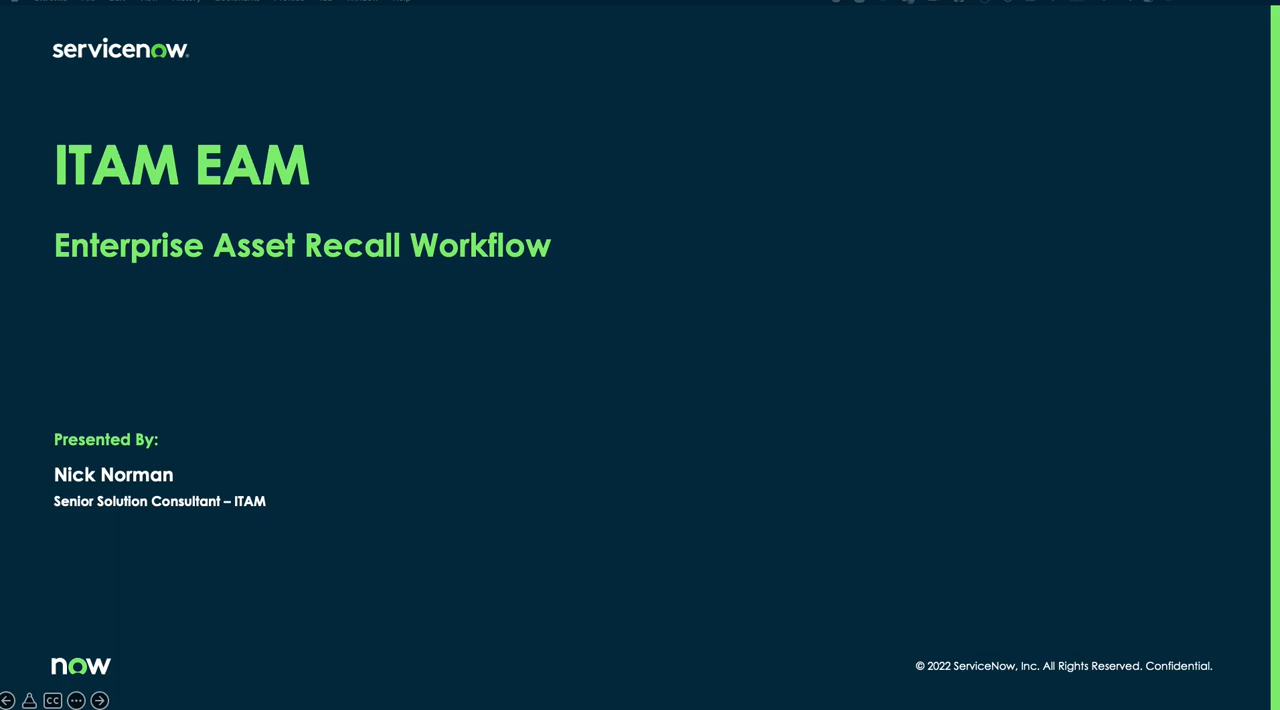 servicenow
ITAM EAM
Enterprise Asset Recall Workflow
Presented By:
Nick Norman
Senior Solution Consultant – ITAM
now
© 2022 ServiceNow, Inc. All Rights Reserved. Confidential.
CC